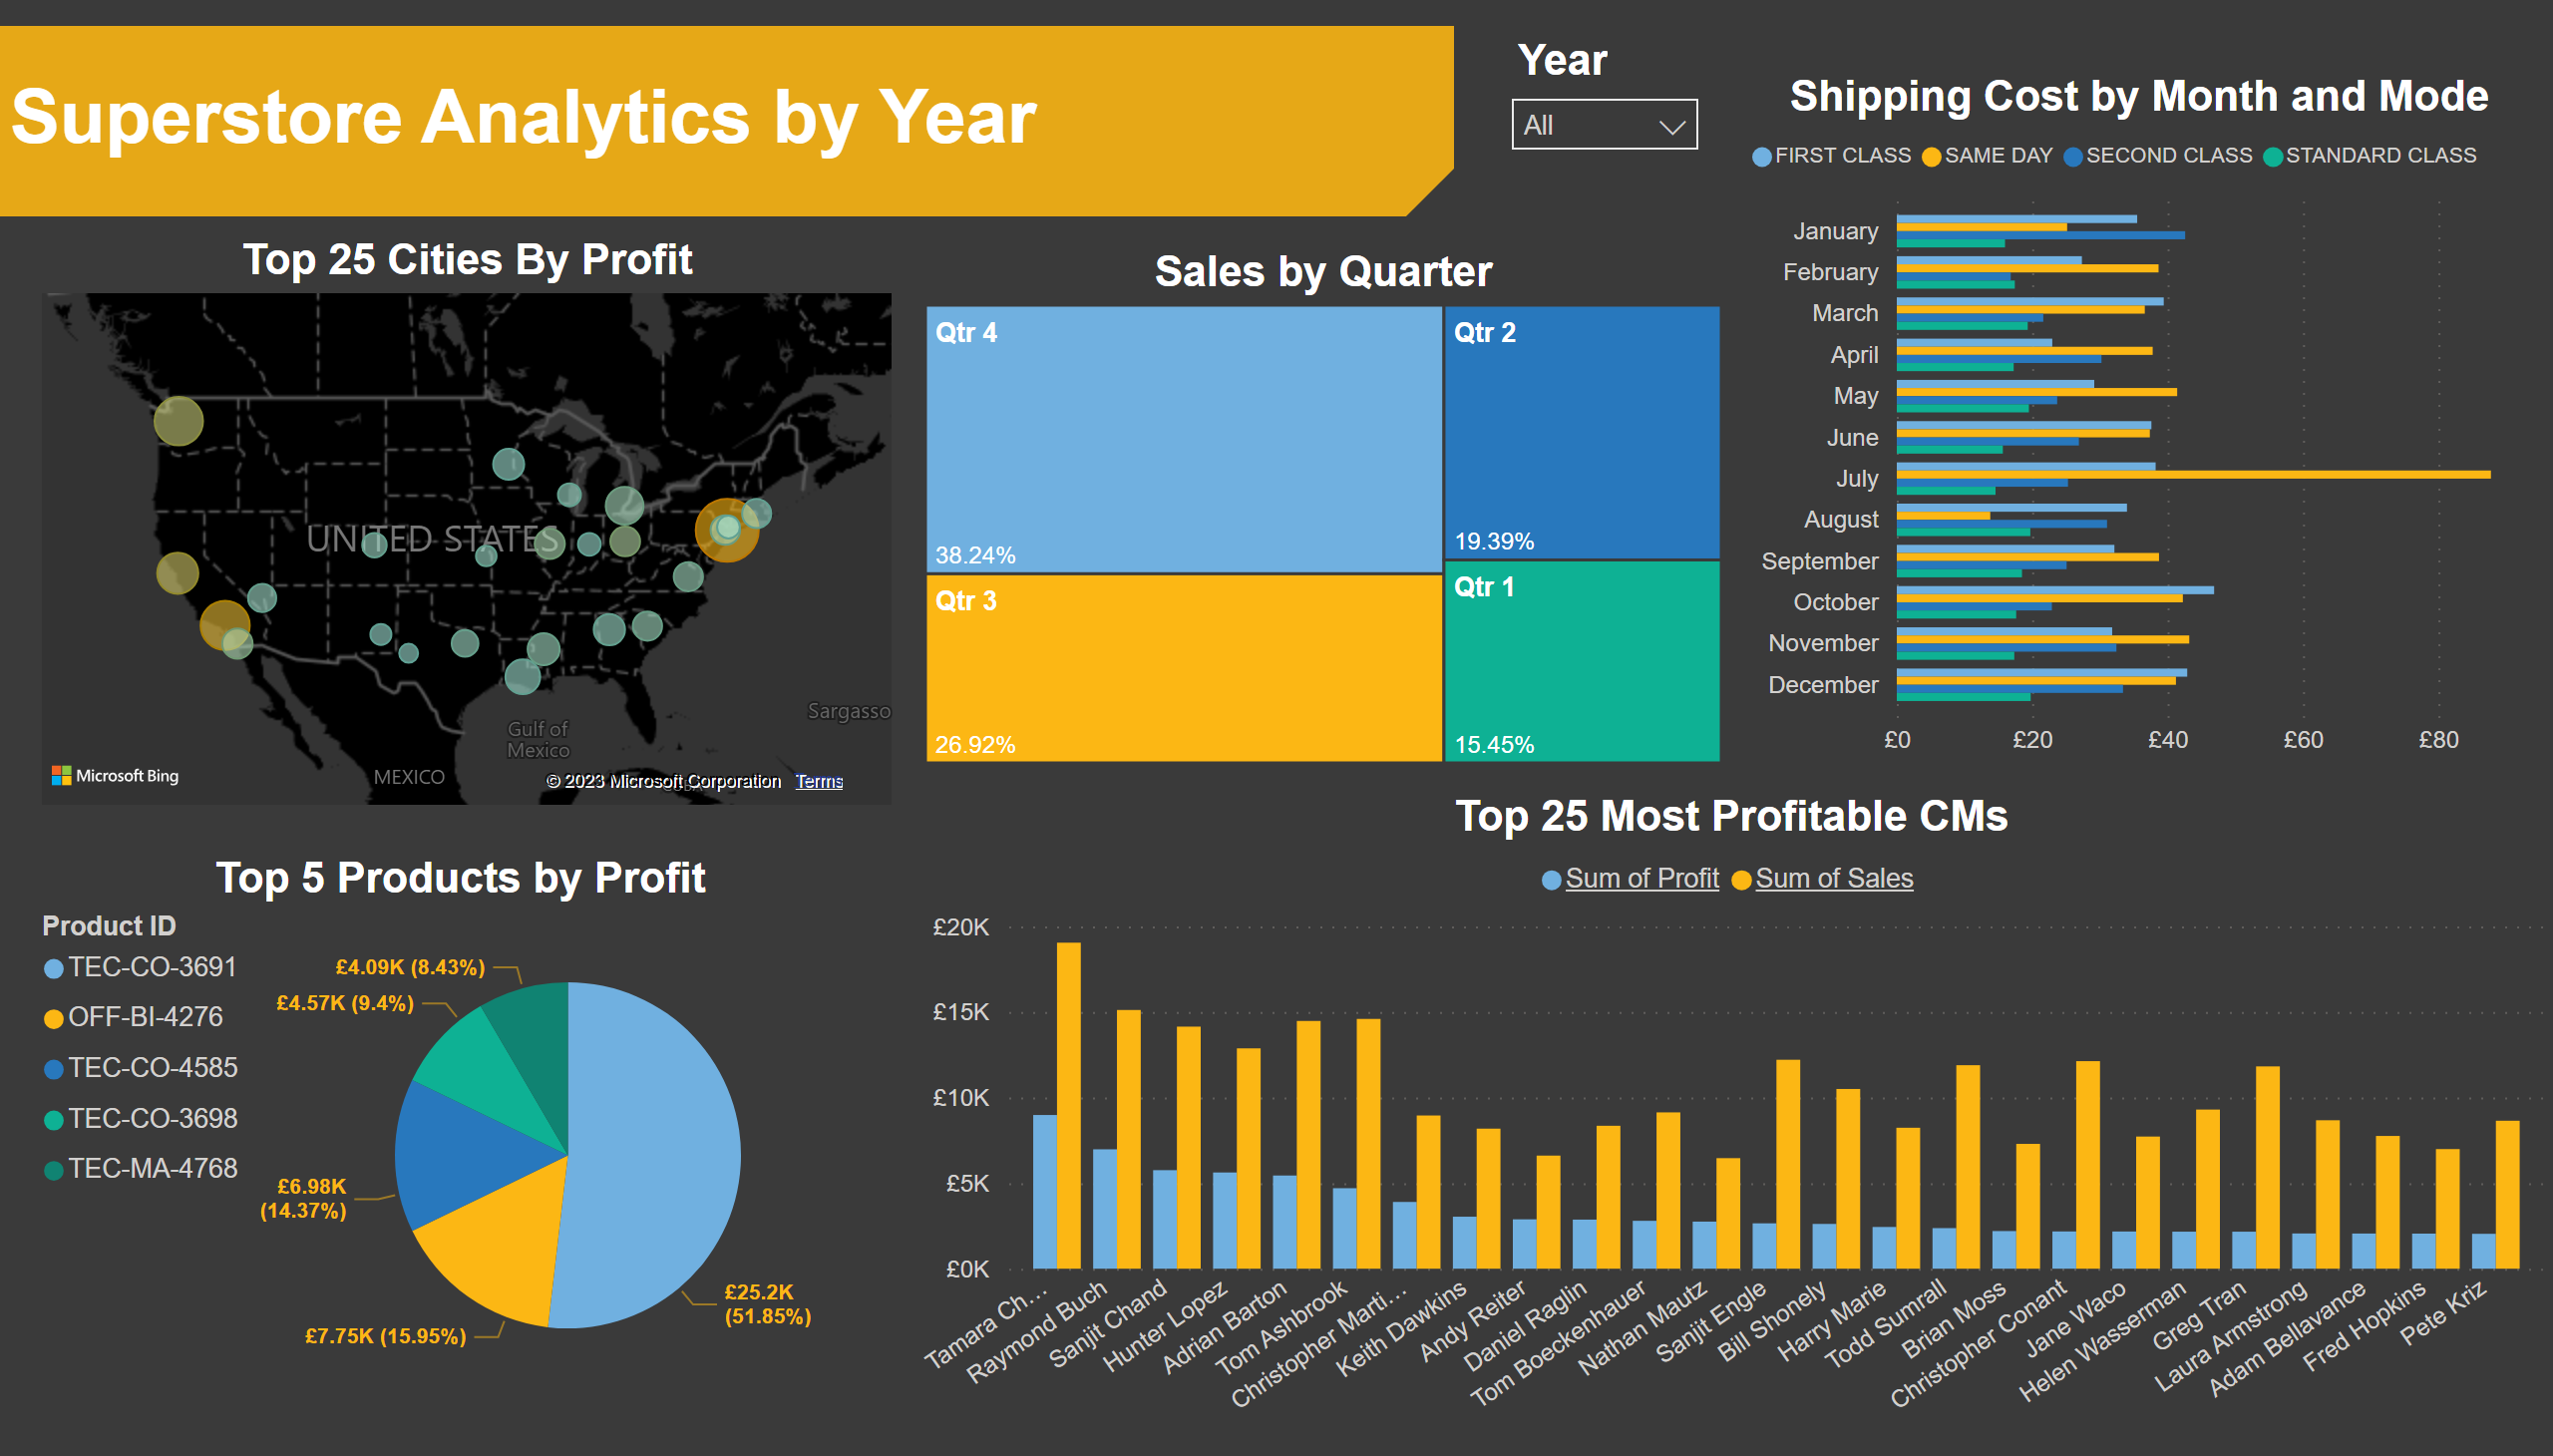 Superstore Analytics by Year
Year
All
Shipping Cost by Month and Mode
FIRST CLASS SAME DAY SECOND CLASS STANDARD CLASS
January
February
March
April
May
June
July
August
September
October
November
December
£0 £20 £40 £60 £80
Top 25 Cities By Profit
UNITED STATES
Sargasso
Gulf of
Mexico
MEXICO
Microsoft Bing
© 2023 Microsoft Corporation Terms
Sales by Quarter
Qtr 4
38.24%
Qtr 2
19.39%
Qtr 3
26.92%
Qtr 1
15.45%
Top 5 Products by Profit
Product ID
TEC-CO-3691
OFF-BI-4276
TEC-CO-4585
TEC-CO-3698
TEC-MA-4768
£4.09K (8.43%)
£4.57K (9.4%)
£6.98K
(14.37%)
£7.75K (15.95%)
£25.2K
(51.85%)
Top 25 Most Profitable CMs
Sum of Profit Sum of Sales
£20K
£15K
£10K
£5K
£0K
Tamara Ch...
Raymond Buch
Sanjit Chand
Hunter Lopez
Adrian Barton
Tom Ashbrook
Christopher Marti...
Keith Dawkins
Andy Reiter
Daniel Raglin
Tom Boeckenhauer
Nathan Mautz
Sanjit Engle
Bill Shonely
Harry Marie
Todd Sumrall
Brian Moss
Christopher Conant
Jane Waco
Helen Wasserman
Greg Tran
Laura Armstrong
Adam Bellavance
Fred Hopkins
Pete Kriz